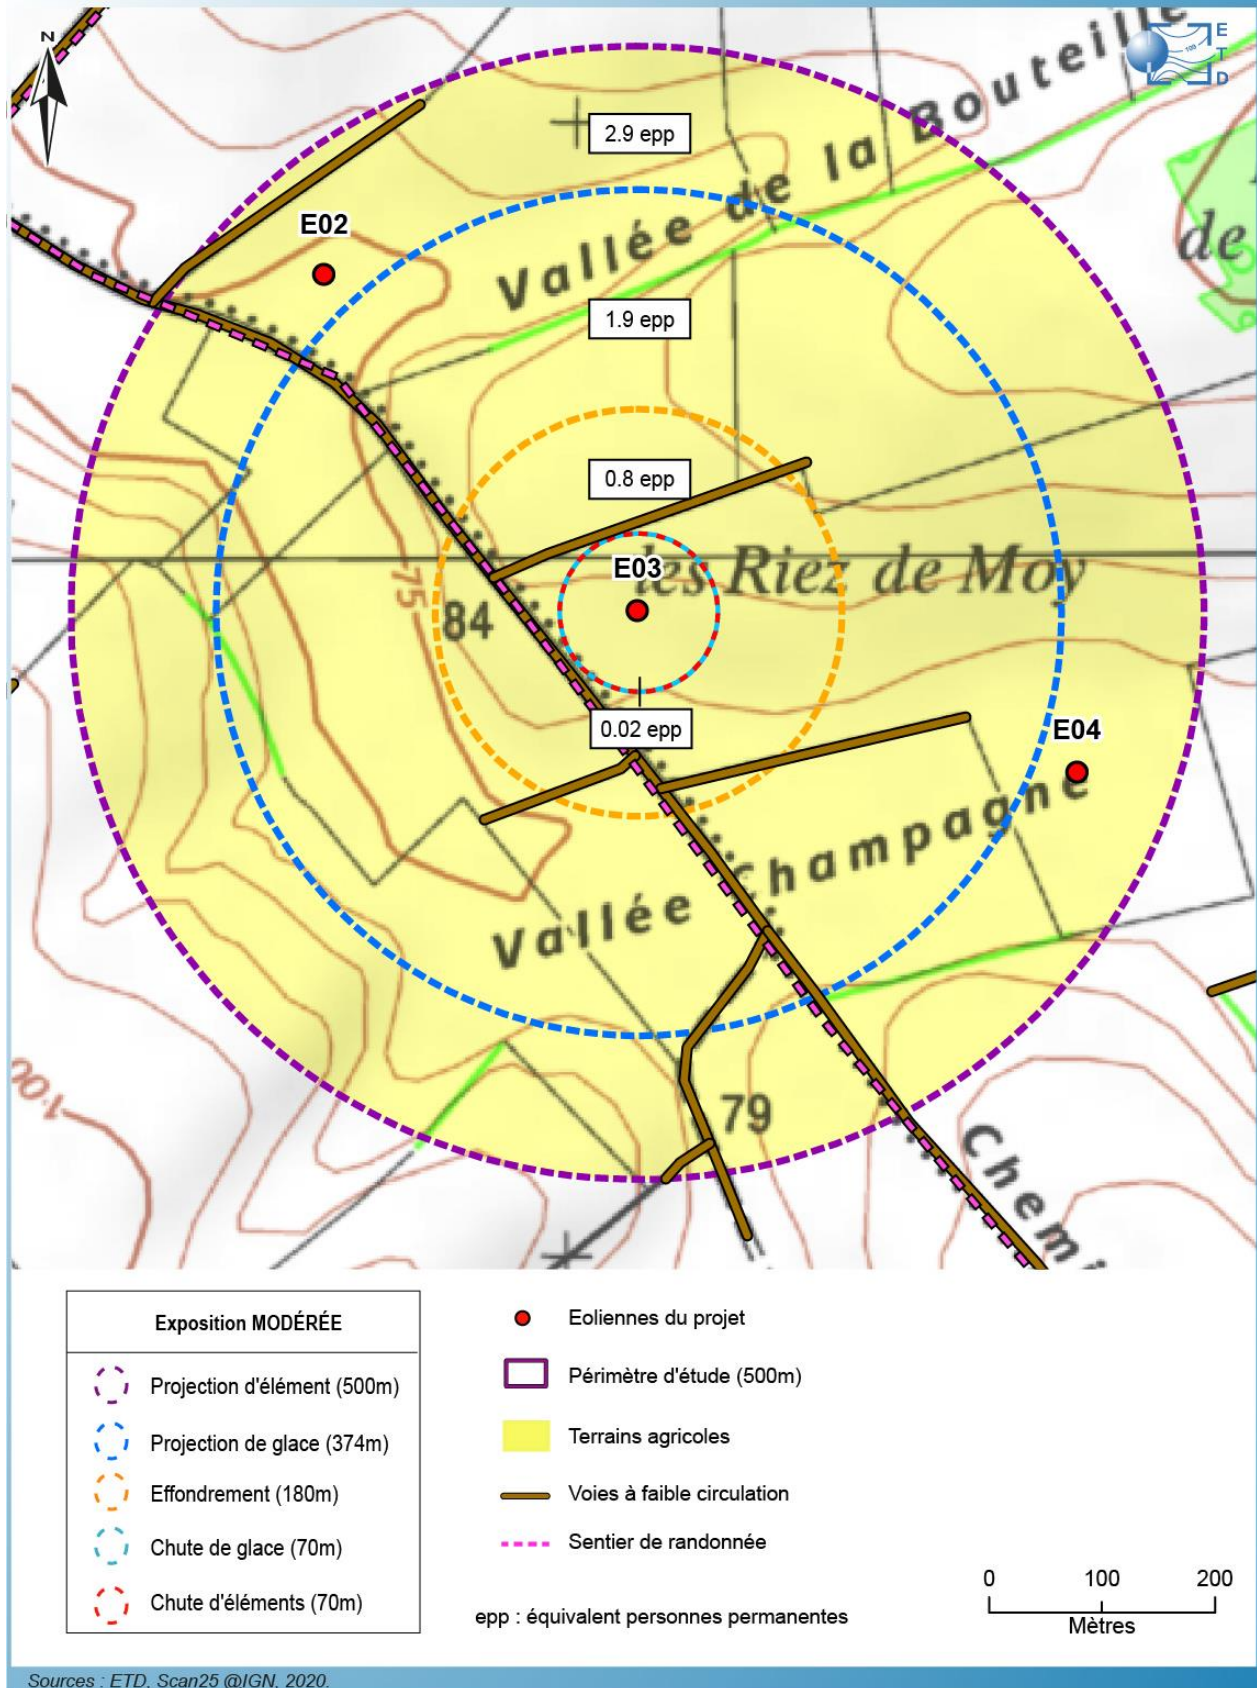 N
E
T
D
Vallée de la Bouteille
2.9 epp
E02
de
1.9 epp
0.8 epp
E03
les Riez de Moy
75
84
0.02 epp
E04
Vallée Champagne
100
79
Chemi
Exposition MODÉRÉE
Projection d'élément (500m)
Projection de glace (374m)
Effondrement (180m)
Chute de glace (70m)
Chute d'éléments (70m)
Eoliennes du projet
Périmètre d'étude (500m)
Terrains agricoles
Voies à faible circulation
Sentier de randonnée
epp : équivalent personnes permanentes
0 100 200
Mètres
Sources : ETD, Scan25 @IGN, 2020.